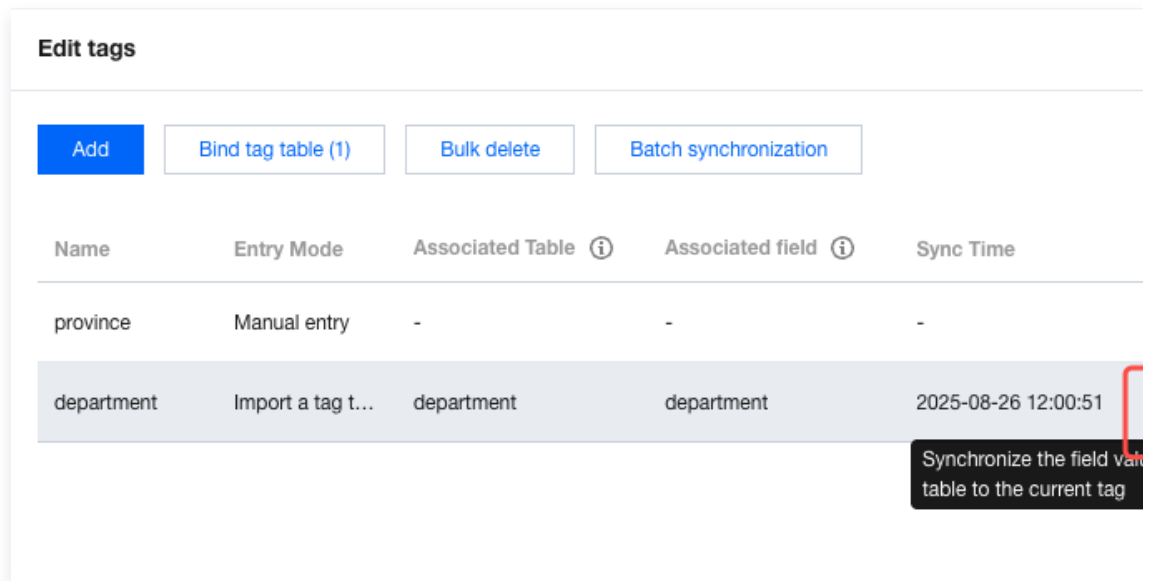 Edit tags
Add Bind tag table (1) Bulk delete Batch synchronization
Name Entry Mode Associated Table Associated field Sync Time
province Manual entry - - -
department Import a tag t... department department 2025-08-26 12:00:51
Synchronize the field
table to the current tag